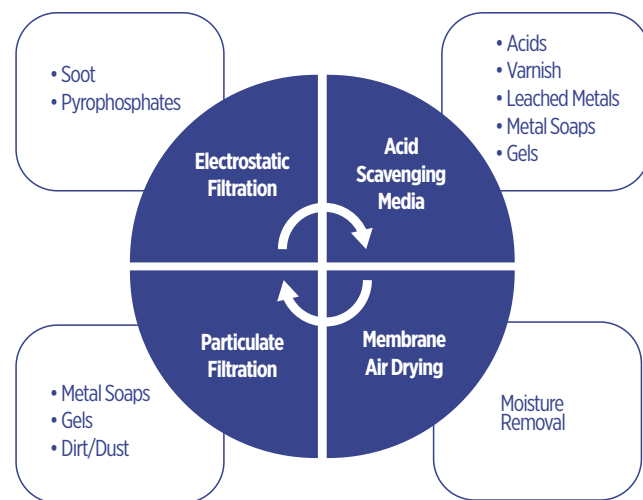 • Soot
• Pyrophosphates
• Acids
• Varnish
• Leached Metals
• Metal Soaps
• Gels
Electrostatic
Filtration
Acid
Scavenging
Media
Particulate
Filtration
Membrane
Air Drying
• Metal Soaps
• Gels
• Dirt/Dust
Moisture
Removal